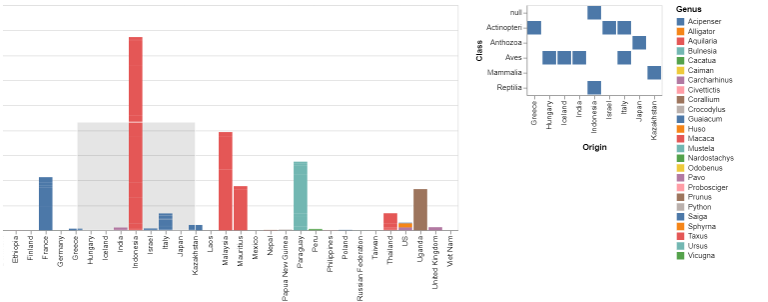 Ethiopia
Finland
France
Germany
Greece
Hungary
Iceland
India
Indonesia
Israel
Italy
Japan
Kazakhstan
Laos
Malaysia
Mauritius
Mexico
Nepal
Papua New Guinea
Paraguay
Peru
Philippines
Poland
Russian Federation
Taiwan
Thailand
US
Uganda
United Kingdom
Viet Nam
Class
null
Actinopteri
Anthozoa
Aves
Mammalia
Reptilia
Greece
Hungary
Iceland
India
Indonesia
Israel
Italy
Japan
Kazakhstan
Origin
Genus
Acipenser
Alligator
Aquilaria
Bulnesia
Cacatua
Caiman
Carcharhinus
Civettictis
Corallium
Crocodylus
Guaiacum
Huso
Macaca
Mustela
Nardostachys
Odobenus
Pavo
Probosciger
Prunus
Python
Saiga
Sphyrna
Taxus
Ursus
Vicugna